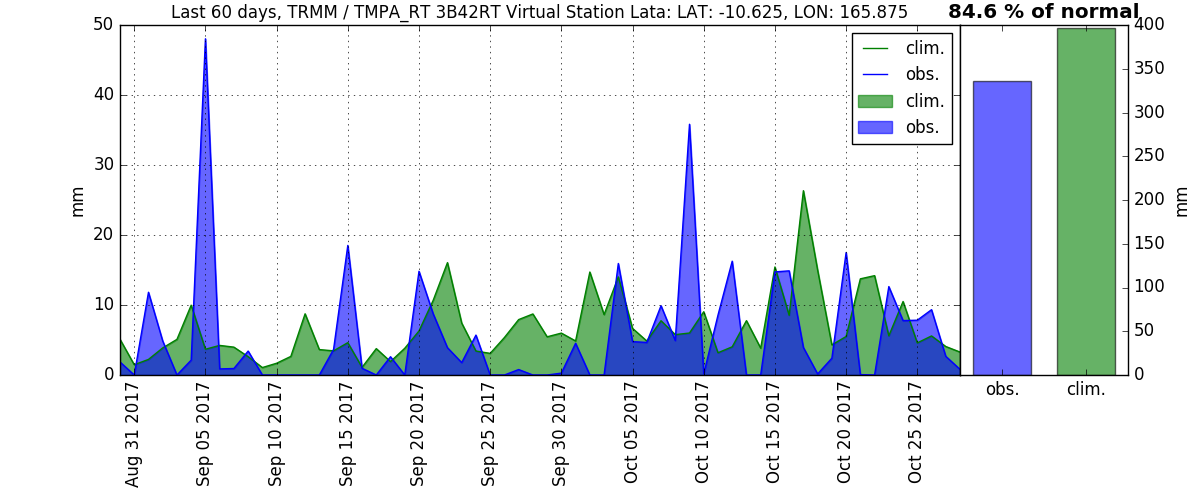 Last 60 days, TRMM / TMPA_RT 3B42RT Virtual Station Lata: LAT: -10.625, LON: 165.875
84.6 % of normal
50
40
30
20
10
0
mm
clim.
obs.
clim.
obs.
400
350
300
250
200
150
100
50
0
mm
Aug 31 2017
Sep 05 2017
Sep 10 2017
Sep 15 2017
Sep 20 2017
Sep 25 2017
Sep 30 2017
Oct 05 2017
Oct 10 2017
Oct 15 2017
Oct 20 2017
Oct 25 2017
obs.
clim.